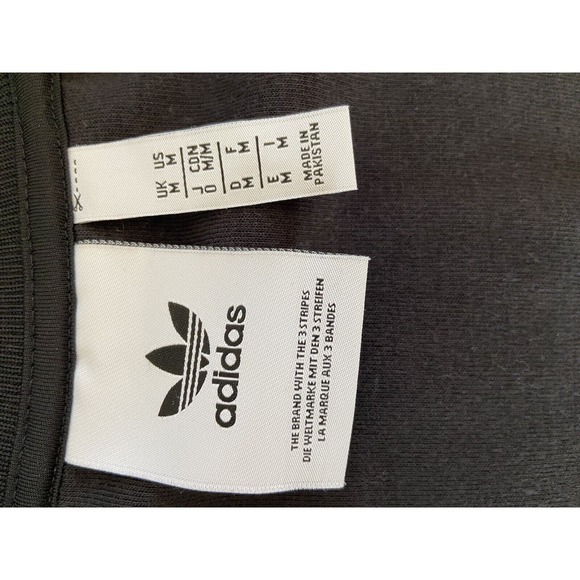 UK US
M M
J CDN
O M/M
D F
M M
E I
M M
MADE IN
PAKISTAN
adidas
THE BRAND WITH THE 3 STRIPES
DIE WELTMARKE MIT DEN 3 STREIFEN
LA MARQUE AUX 3 BANDES